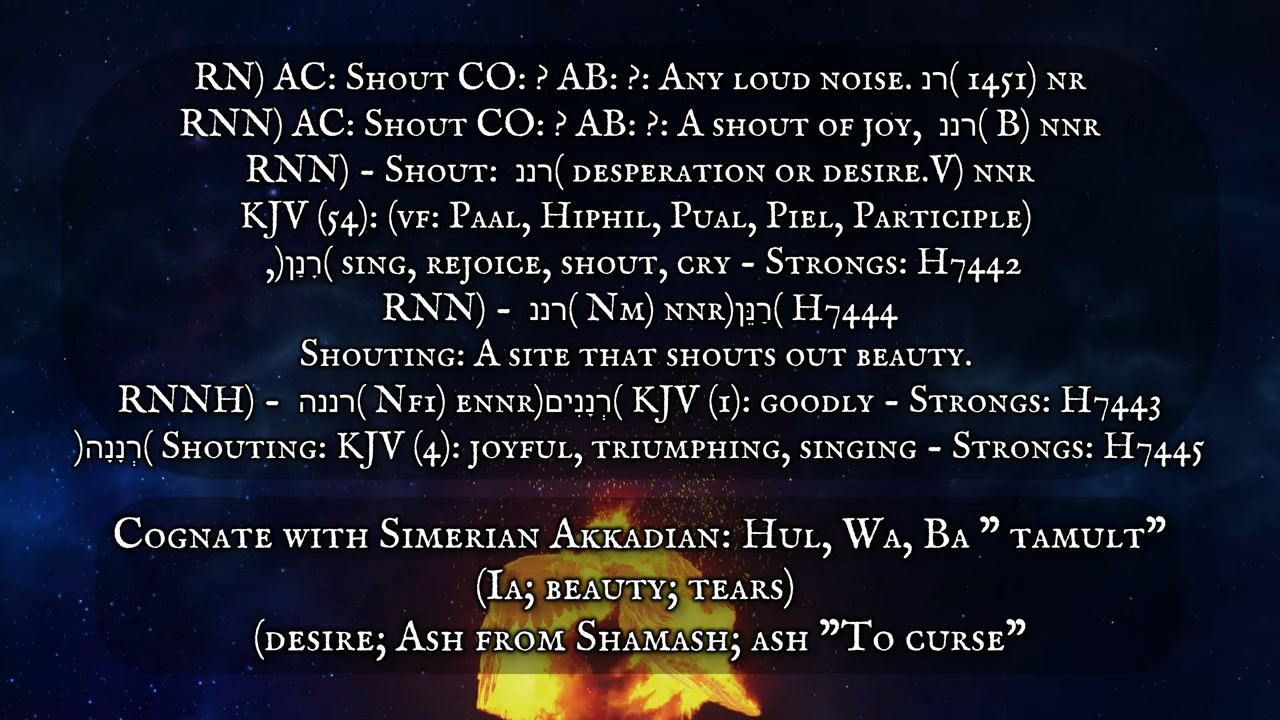 RN) AC: Shout CO: ? AB: ?: Any loud noise. רנ( 1451) nr
RNN) AC: Shout CO: ? AB: ?: A shout of joy, רננ( B) nnr
RNN) - Shout: רננ( desperation or desire.V) nnr
KJV (54): (vf: Paal, Hiphil, Pual, Piel, Participle)
,)רָנַן( sing, rejoice, shout, cry - Strongs: H7442
RNN) - רננ( Nm) nnr)רַנֵּן( H7444
Shouting: A site that shouts out beauty.
RNNH) - רננה( Nf1) ennr)רְנָנִים( KJV (1): goodly - Strongs: H7443
)רְנָנָה( Shouting: KJV (4): joyful, triumphing, singing - Strongs: H7445
Cognate with Simerian Akkadian: Hul, Wa, Ba ” tamult”
(Ia; beauty; tears)
(desire; Ash from Shamash; ash ”To curse”